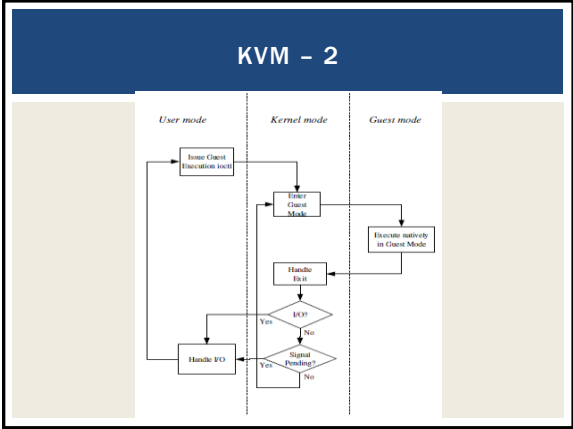 KVM – 2
User mode
Kernel mode
Guest mode
Issue Guest
Execution ioctl
Enter
Guest
Mode
Execute natively
in Guest Mode
Handle
Exit
I/O?
Yes
No
Handle I/O
Signal
Pending?
Yes
No